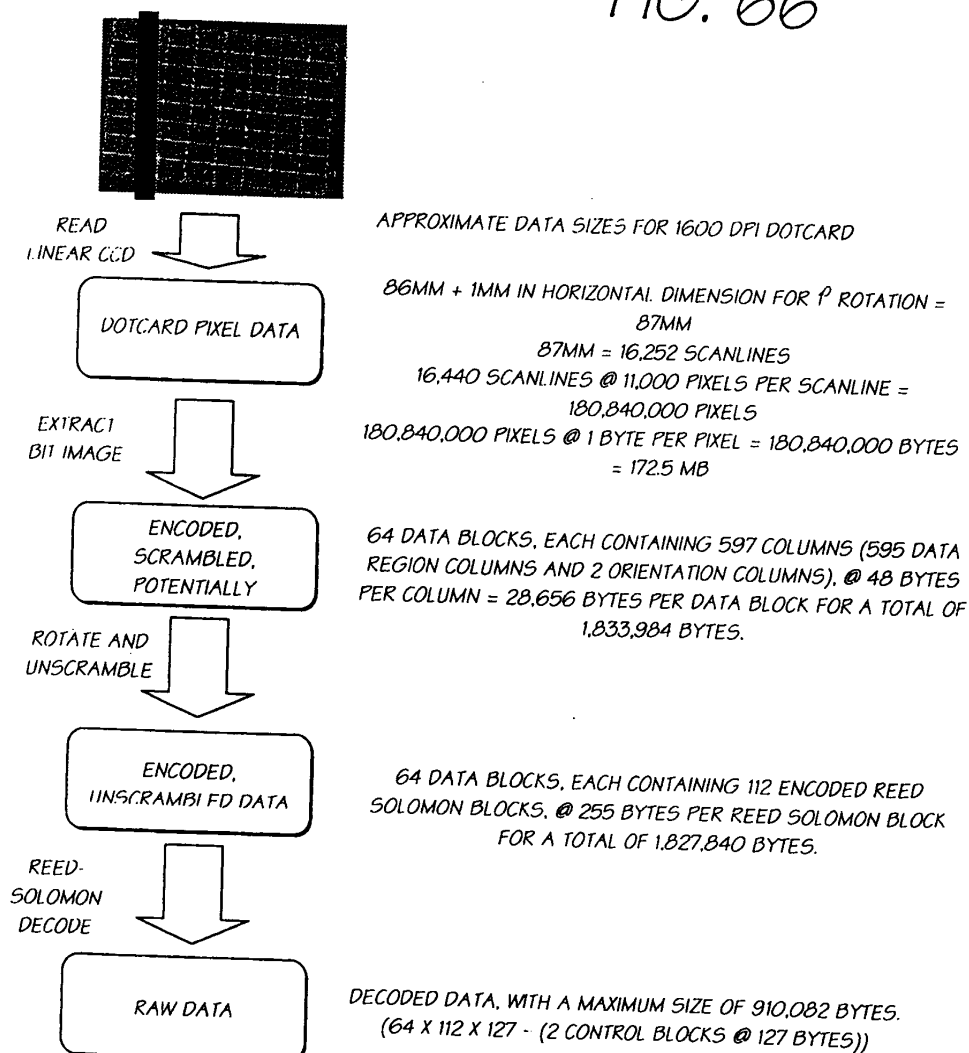 FIG. 66
READ
LINEAR CCD
APPROXIMATE DATA SIZES FOR 1600 DPI DOTCARD
DOTCARD PIXEL DATA
86MM + 1MM IN HORIZONTAL DIMENSION FOR 1° ROTATION =
87MM
87MM = 16,252 SCANLINES
16,440 SCANLINES @ 11,000 PIXELS PER SCANLINE =
180,840,000 PIXELS
180,840,000 PIXELS @ 1 BYTE PER PIXEL = 180,840,000 BYTES
= 172.5 MB
EXTRACT
BIT IMAGE
ENCODED,
SCRAMBLED,
POTENTIALLY
64 DATA BLOCKS, EACH CONTAINING 597 COLUMNS (595 DATA
REGION COLUMNS AND 2 ORIENTATION COLUMNS), @ 48 BYTES
PER COLUMN = 28,656 BYTES PER DATA BLOCK FOR A TOTAL OF
1,833,984 BYTES.
ROTATE AND
UNSCRAMBLE
ENCODED,
UNSCRAMBLED DATA
64 DATA BLOCKS, EACH CONTAINING 112 ENCODED REED
SOLOMON BLOCKS, @ 255 BYTES PER REED SOLOMON BLOCK
FOR A TOTAL OF 1,827,840 BYTES.
REED-
SOLOMON
DECODE
RAW DATA
DECODED DATA, WITH A MAXIMUM SIZE OF 910,082 BYTES.
(64 X 112 X 127 - (2 CONTROL BLOCKS @ 127 BYTES))